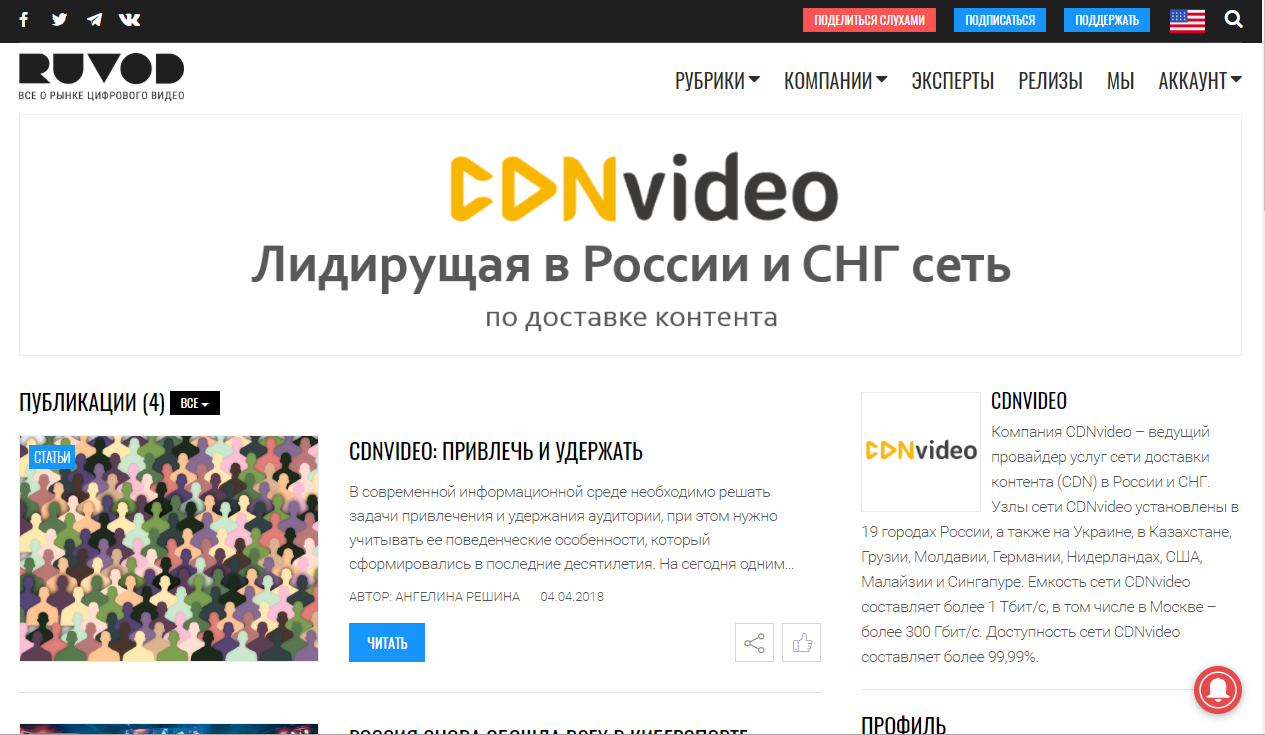 ПОДЕЛИТЬСЯ СЛУХАМИ
ПОДПИСАТЬСЯ
ПОДДЕРЖАТЬ
RUVOD
ВСЕ О РЫНКЕ ЦИФРОВОГО ВИДЕО
РУБРИКИ
КОМПАНИИ
ЭКСПЕРТЫ
РЕЛИЗЫ
МЫ
АККАУНТ
CDNvideo
Лидирущая в России и СНГ сеть
по доставке контента
ПУБЛИКАЦИИ (4)
ВСЕ
СТАТЬИ
CDNVIDEO: ПРИВЛЕЧЬ И УДЕРЖАТЬ
В современной информационной среде необходимо решать
задачи привлечения и удержания аудитории, при этом нужно
учитывать ее поведенческие особенности, который
сформировались в последние десятилетия. На сегодня одним...
АВТОР: АНГЕЛИНА РЕШИНА
04.04.2018
ЧИТАТЬ
РОССИЯ СНОВА ОБОШЛА ВСЕХ В КИБЕРСПОРТЕ
CDNvideo
CDNVIDEO
Компания CDNvideo – ведущий
провайдер услуг сети доставки
контента (CDN) в России и СНГ.
Узлы сети CDNvideo установлены в
19 городах России, а также на Украине, в Казахстане,
Грузии, Молдавии, Германии, Нидерландах, США,
Малайзии и Сингапуре. Емкость сети CDNvideo
составляет более 1 Тбит/с, в том числе в Москве –
более 300 Гбит/с. Доступность сети CDNvideo
составляет более 99,99%.
ПРОФИЛЬ